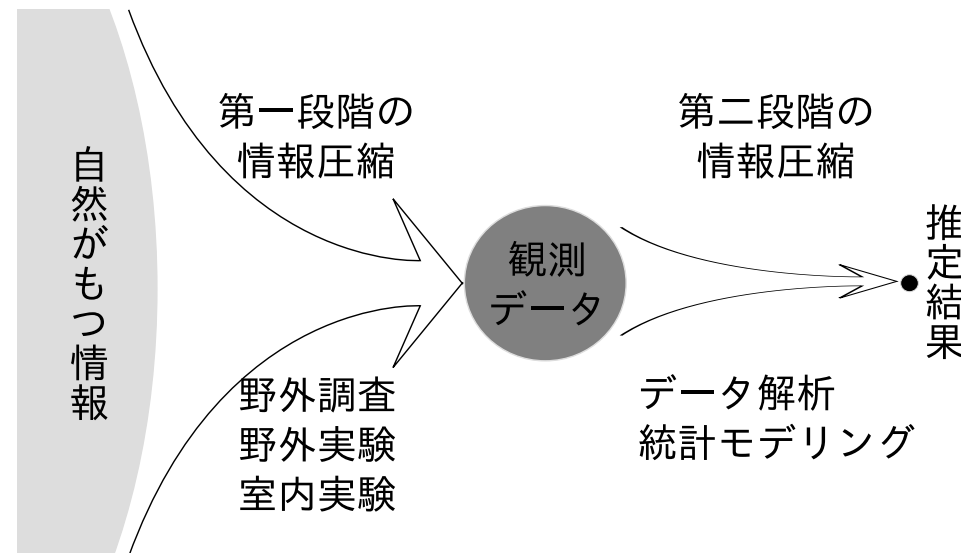 自然がもつ情報
第一段階の
情報圧縮
野外調査
野外実験
室内実験
観測
データ
第二段階の
情報圧縮
データ解析
統計モデリング
推定結果